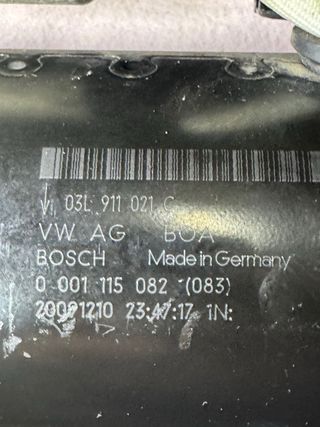 V 03L 911 021 C
VW AG BOA
BOSCH Made in Germany
0 001 115 082 (083)
20091210 23:47:17 1N: